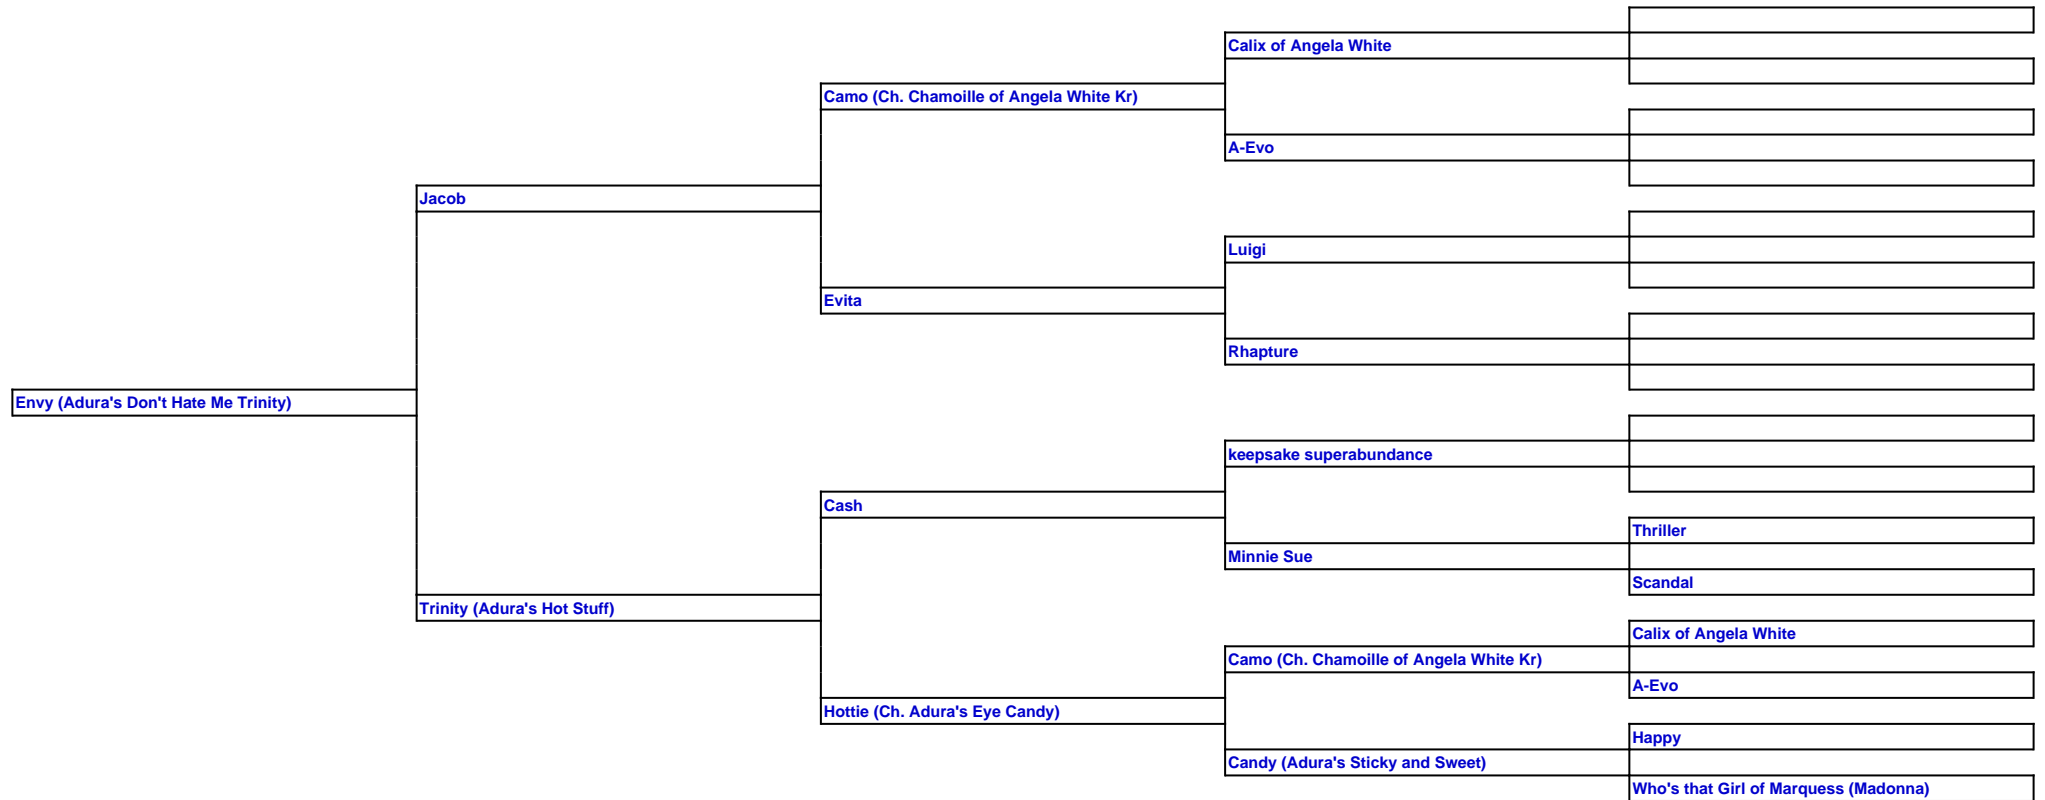 Calix of Angela White
Camo (Ch. Chamoille of Angela White Kr)
A-Evo
Jacob
Luigi
Evita
Rhapture
Envy (Adura's Don't Hate Me Trinity)
keepsake superabundance
Cash
Thriller
Minnie Sue
Scandal
Trinity (Adura's Hot Stuff)
Calix of Angela White
Camo (Ch. Chamoille of Angela White Kr)
A-Evo
Hottie (Ch. Adura's Eye Candy)
Happy
Candy (Adura's Sticky and Sweet)
Who's that Girl of Marquess (Madonna)